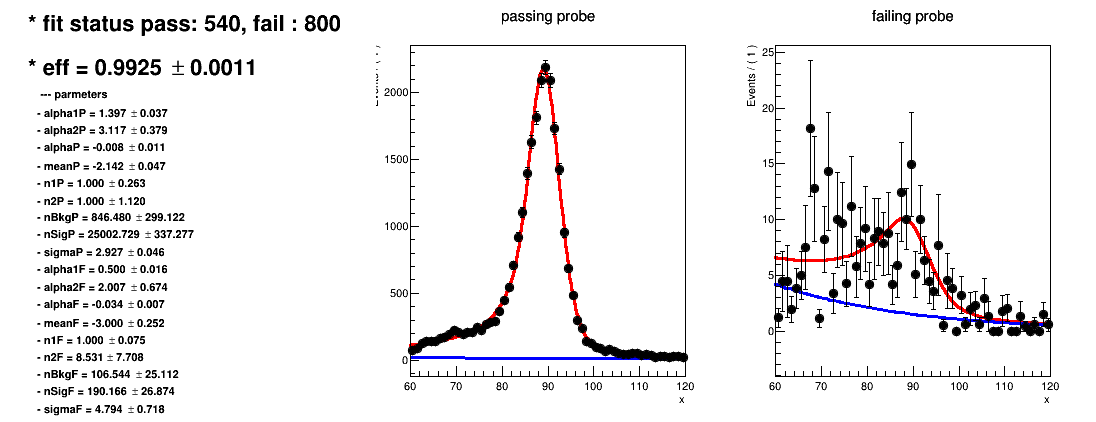 * fit status pass: 540, fail : 800
* eff = 0.9925 ± 0.0011
--- parmeters
- alpha1P = 1.397 ± 0.037
- alpha2P = 3.117 ± 0.379
- alphaP = -0.008 ± 0.011
- meanP = -2.142 ± 0.047
- n1P = 1.000 ± 0.263
- n2P = 1.000 ± 1.120
- nBkgP = 846.480 ± 299.122
- nSigP = 25002.729 ± 337.277
- sigmaP = 2.927 ± 0.046
- alpha1F = 0.500 ± 0.016
- alpha2F = 2.007 ± 0.674
- alphaF = -0.034 ± 0.007
- meanF = -3.000 ± 0.252
- n1F = 1.000 ± 0.075
- n2F = 8.531 ± 7.708
- nBkgF = 106.544 ± 25.112
- nSigF = 190.166 ± 26.874
- sigmaF = 4.794 ± 0.718
passing probe
2000
1500
1000
500
0
60 70 80 90 100 110 120
x
failing probe
Events / ( 1 )
25
20
15
10
5
0
60 70 80 90 100 110 120
x